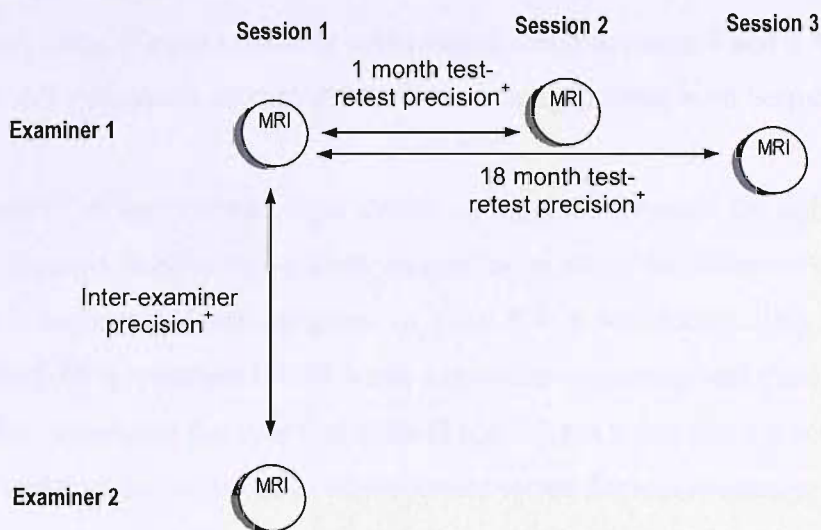 Session 1
Session 2
Session 3
1 month test-
retest precision+
Examiner 1
MRI
MRI
MRI
18 month test-
retest precision+
Inter-examiner
precision+
Examiner 2
MRI